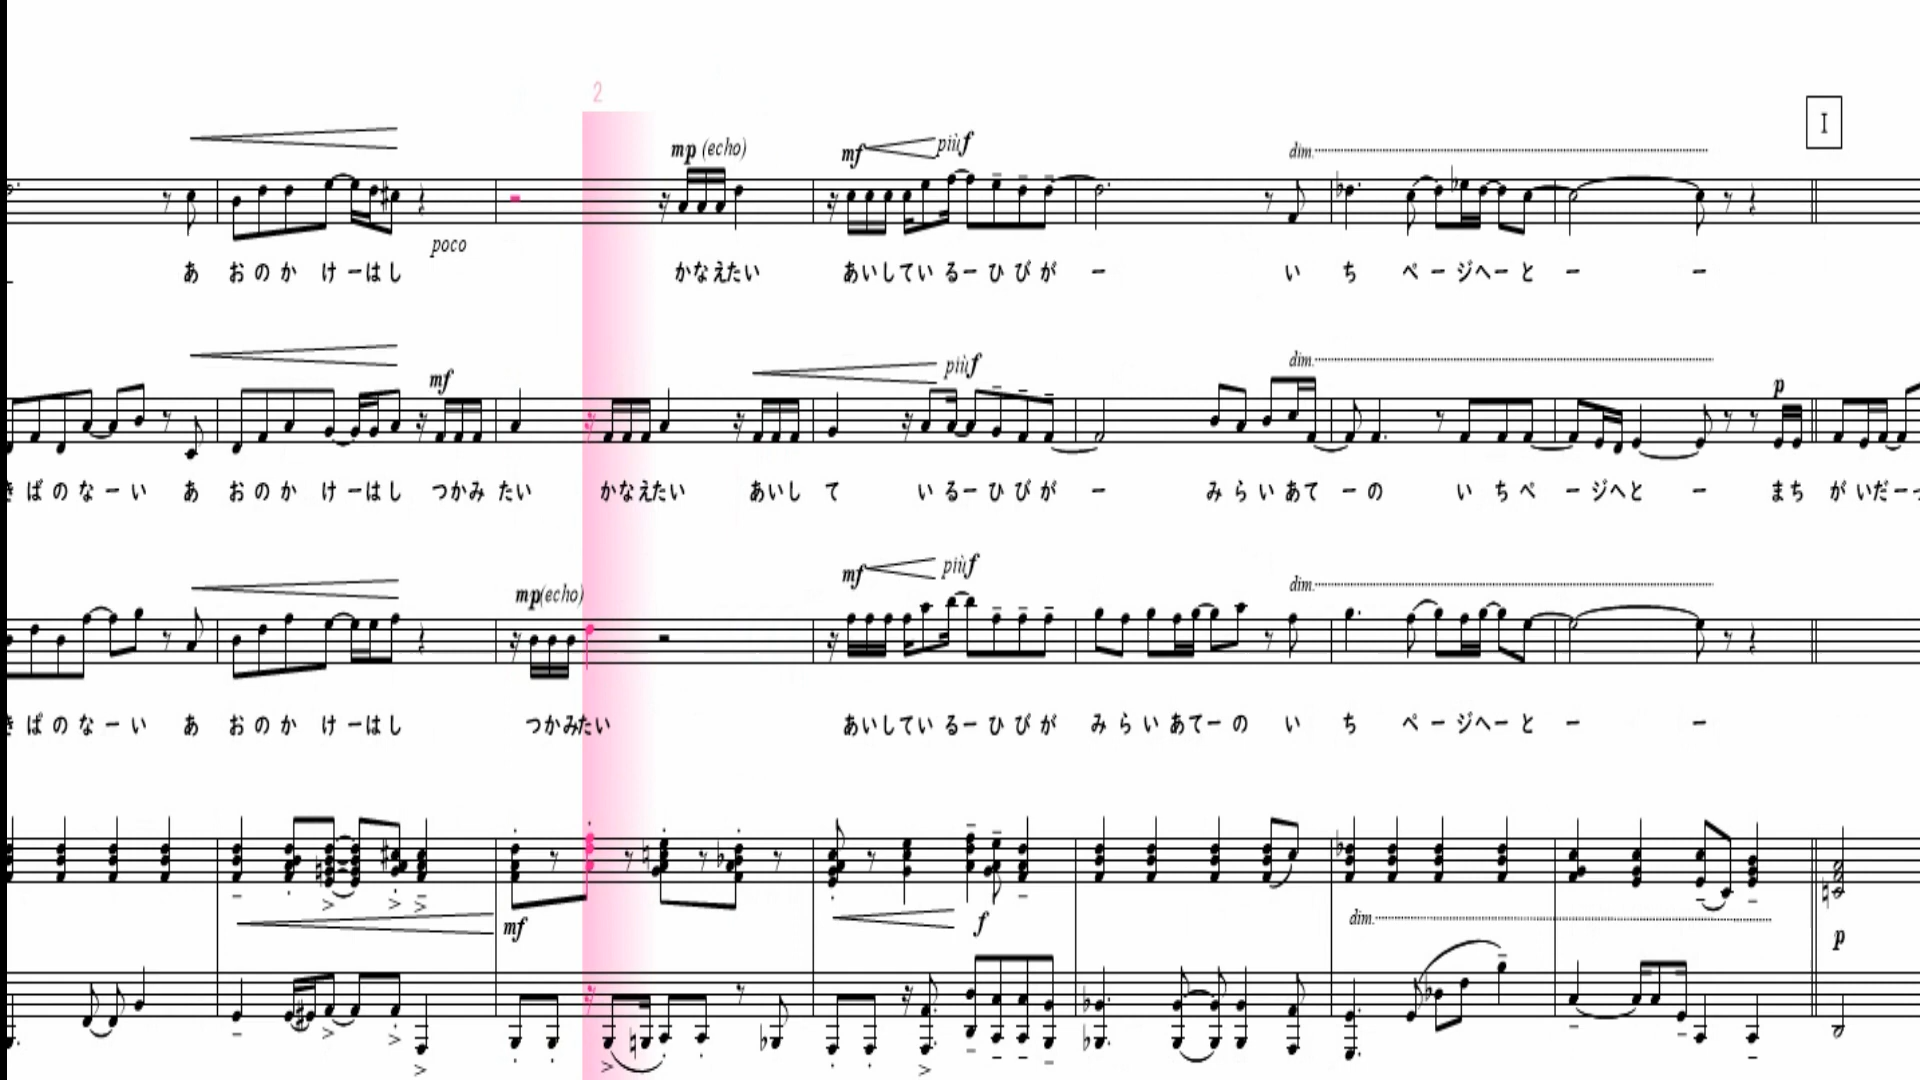 2
I
mp (echo)
mf
più f
dim.
poco
あ おのか けーはし かなえたい あいしている ーひびが ー い ち ペ ージへーと ー ー
mf
più f
dim.
p
きばのなーい あ おのか けーはし つかみ たい かなえたい あいし て いるーひびが ー みらいあて ーの い ちペ ージへと ー まち がいだーっ
mp(echo)
mf
più f
dim.
きばのなーい あ おのか けーはし つかみたい あいしている ーひびが みらいあてーの い ち ペ ージへーと ー ー
mf
f
dim.
p